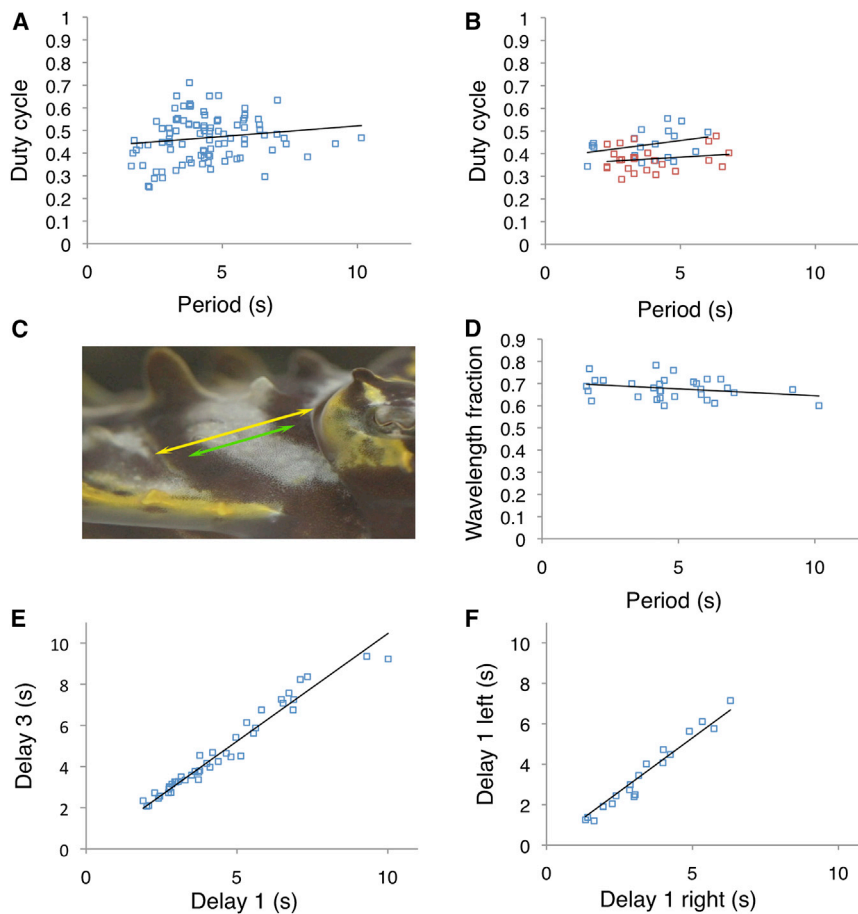 A
1
0.9
0.8
0.7
0.6
0.5
0.4
0.3
0.2
0.1
0
Duty cycle
0 5 10
Period (s)
B
1
0.9
0.8
0.7
0.6
0.5
0.4
0.3
0.2
0.1
0
Duty cycle
0 5 10
Period (s)
C
D
0.9
0.8
0.7
0.6
0.5
0.4
0.3
0.2
0.1
0
Wavelength fraction
0 5 10
Period (s)
E
10
8
6
4
2
0
Delay 3 (s)
0 5 10
Delay 1 (s)
F
10
8
6
4
2
0
Delay 1 left (s)
0 5 10
Delay 1 right (s)